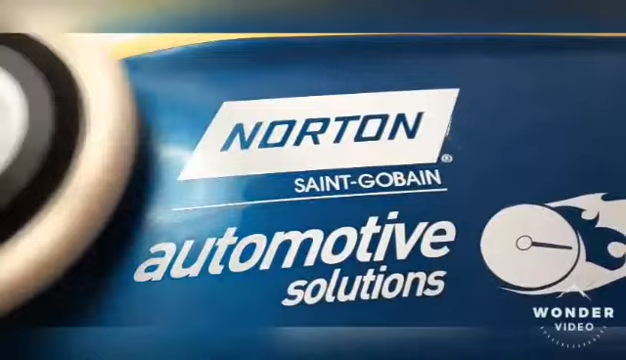 NORTON
®
SAINT-GOBAIN
automotive
solutions
WONDER
VIDEO